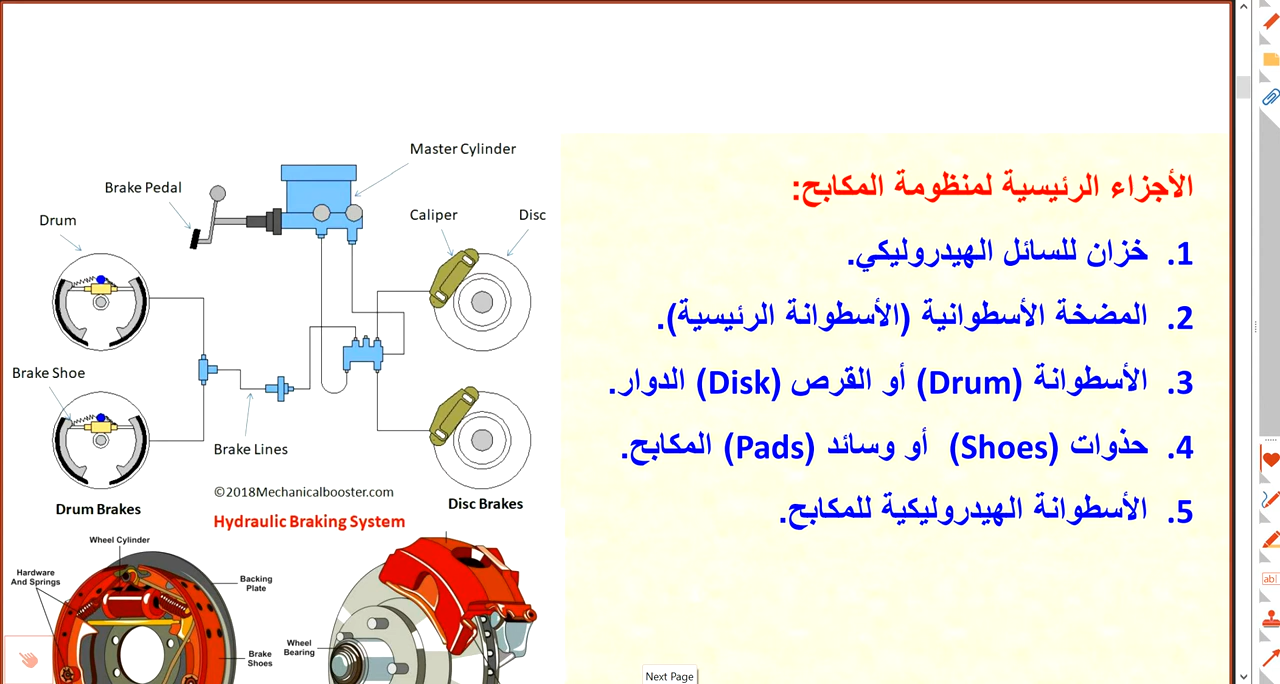 Master Cylinder
Brake Pedal
Drum
Caliper
Disc
Brake Shoe
Brake Lines
©2018Mechanicalbooster.com
Drum Brakes
Disc Brakes
Hydraulic Braking System
Wheel Cylinder
Hardware
And Springs
Backing
Plate
Brake
Shoes
Wheel
Bearing
الأجزاء الرئيسية لمنظومة المكابح:
1. خزان للسائل الهيدروليكي.
2. المضخة الأسطوانية (الأسطوانة الرئيسية).
3. الأسطوانة (Drum) أو القرص (Disk) الدوار.
4. حذوات (Shoes) أو وسائد (Pads) المكابح.
5. الأسطوانة الهيدروليكية للمكابح.
Next Page
ab